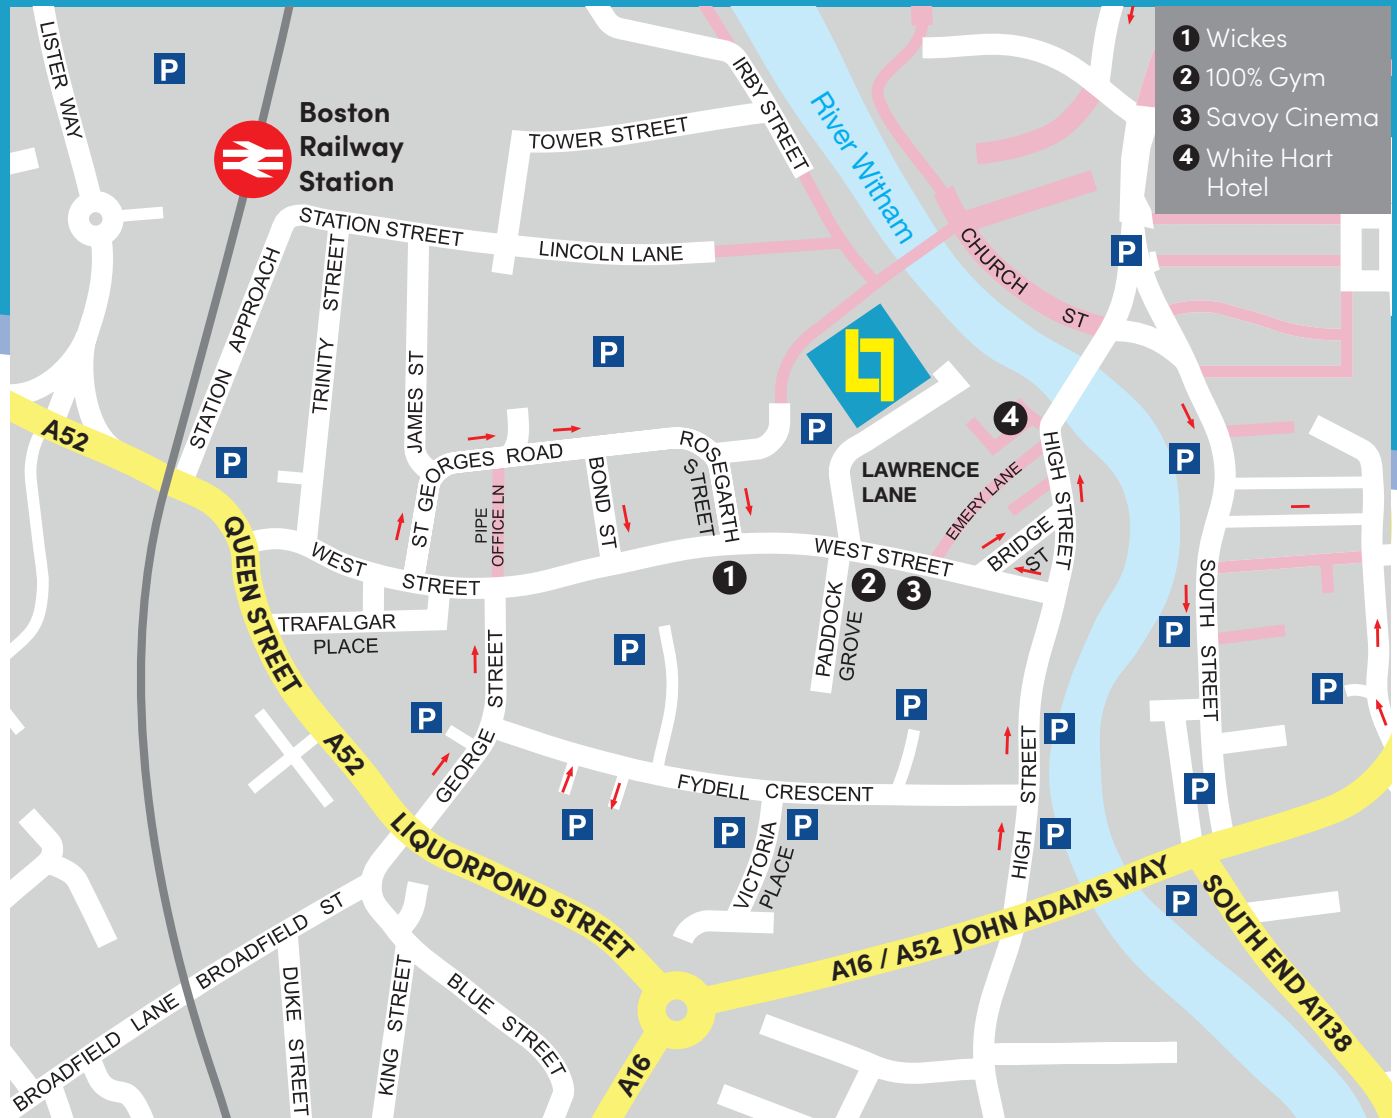 1 Wickes
2 100% Gym
3 Savoy Cinema
4 White Hart
Hotel
LISTER WAY
P
Boston
Railway
Station
IRBY STREET
TOWER STREET
River Witham
STATION STREET
LINCOLN LANE
CHURCH ST
P
STATION APPROACH
TRINITY STREET
JAMES ST
P
A52
P
ST GEORGES ROAD
ROSEGARTH
STREET
P
4
HIGH STREET
P
LAWRENCE
LANE
EMERY LANE
PIPE
OFFICE LN
BOND ST
QUEEN STREET
WEST STREET
WEST STREET
BRIDGE
ST
1
2
3
TRAFALGAR
PLACE
PADDOCK
GROVE
SOUTH STREET
P
P
P
P
P
P
GEORGE STREET
A52
FYDELL CRESCENT
HIGH STREET
P
P
P
P
P
P
VICTORIA
PLACE
LIQUORPOND STREET
A16 / A52 JOHN ADAMS WAY
SOUTH END A1138
BROADFIELD LANE
BROADFIELD ST
DUKE STREET
KING STREET
BLUE STREET
A16